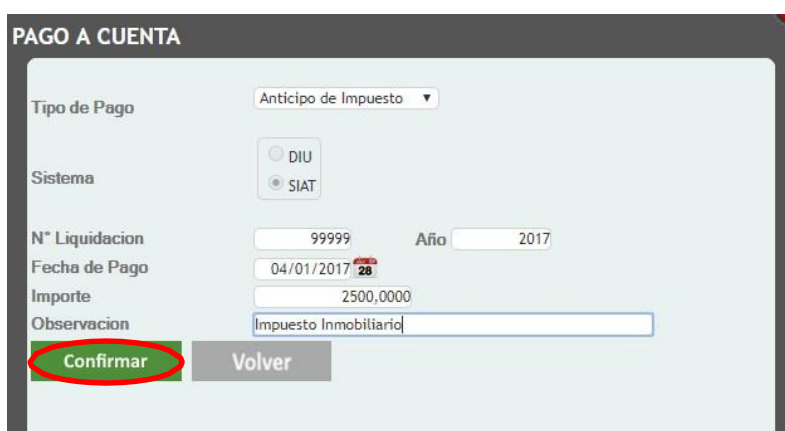 PAGO A CUENTA
Tipo de Pago Anticipo de Impuesto
DIU
Sistema
SIAT
N° Liquidacion 99999 Año 2017
Fecha de Pago 04/01/2017 28
Importe 2500,0000
Observacion Impuesto Inmobiliario
Confirmar Volver